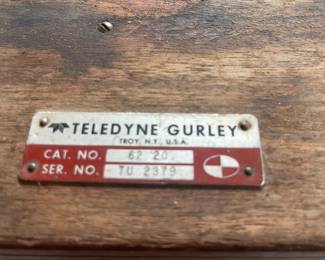 TELEDYNE GURLEY
TROY, N.Y., U.S.A.
CAT. NO. 62 20
SER. NO. TU 2379